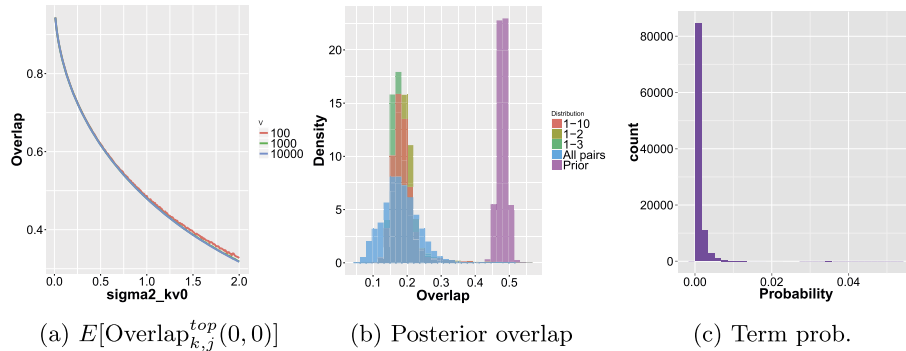 Overlap
0.8
0.6
0.4
0.0 0.5 1.0 1.5 2.0
sigma2_kv0
V
100
1000
10000
(a) E[Overlap^{top}_{k,j}(0, 0)]
Density
20
15
10
5
0
0.1 0.2 0.3 0.4 0.5
Overlap
Distribution
1−10
1−2
1−3
All pairs
Prior
(b) Posterior overlap
count
80000
60000
40000
20000
0
0.00 0.02 0.04
Probability
(c) Term prob.